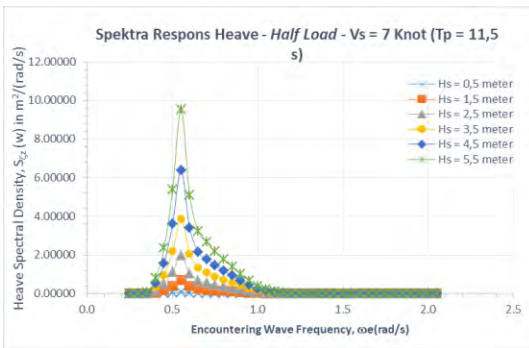 Spektra Respons Heave - Half Load - Vs = 7 Knot (Tp = 11,5
s)
Heave Spectral Density, Sζz (w) in m²/(rad/s)
12.00000
10.00000
8.00000
6.00000
4.00000
2.00000
0.00000
0.0
0.5
1.0
1.5
2.0
Encountering Wave Frequency, ωe(rad/s)
Hs = 0,5 meter
Hs = 1,5 meter
Hs = 2,5 meter
Hs = 3,5 meter
Hs = 4,5 meter
Hs = 5,5 meter